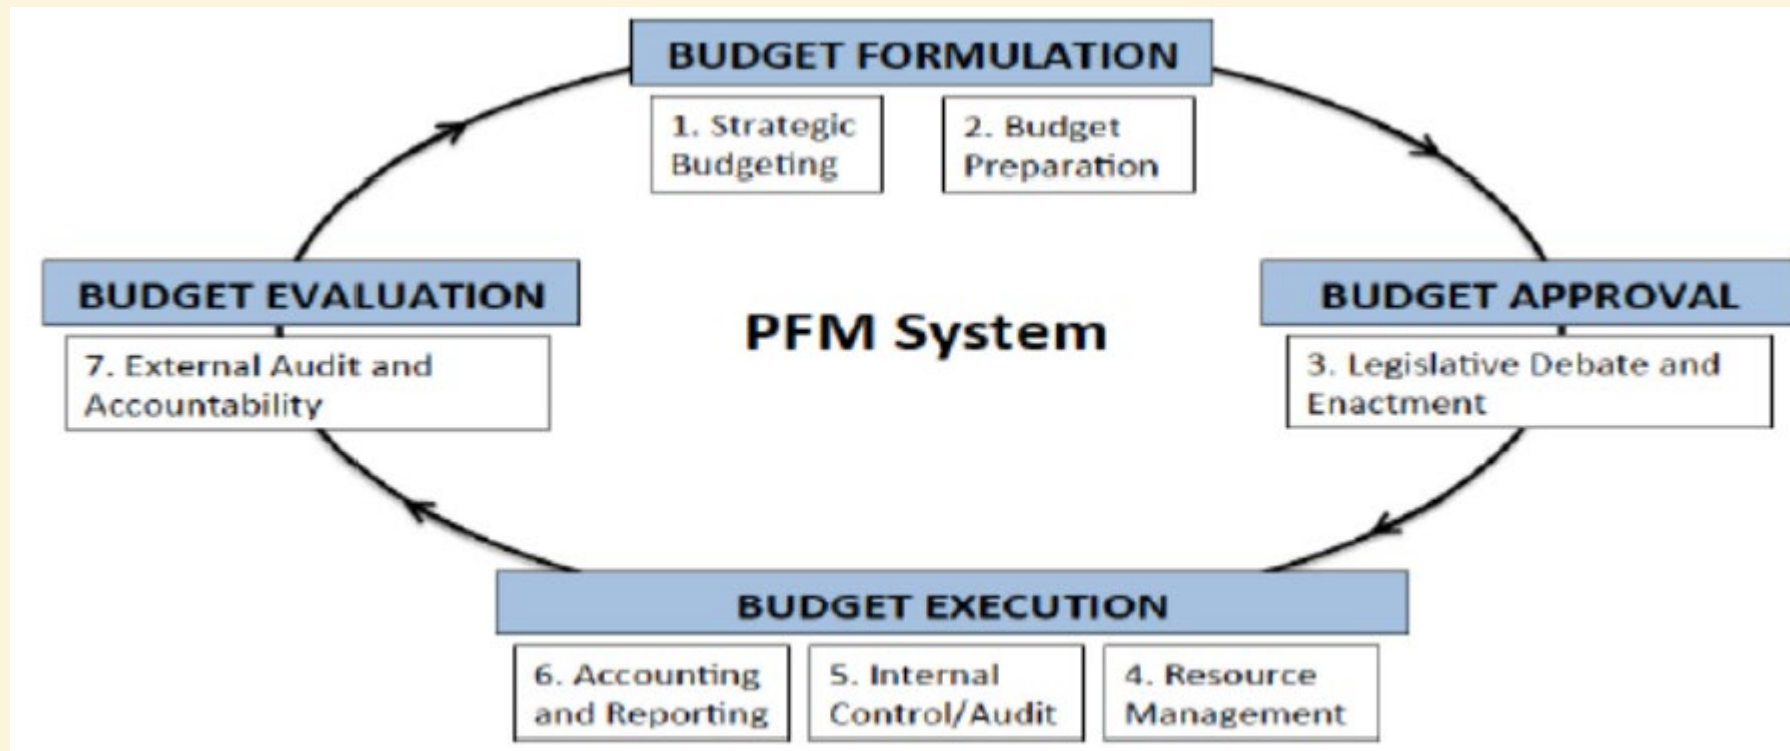 BUDGET FORMULATION
1. Strategic
Budgeting
2. Budget
Preparation
BUDGET EVALUATION
7. External Audit and
Accountability
PFM System
BUDGET APPROVAL
3. Legislative Debate and
Enactment
BUDGET EXECUTION
6. Accounting
and Reporting
5. Internal
Control/Audit
4. Resource
Management